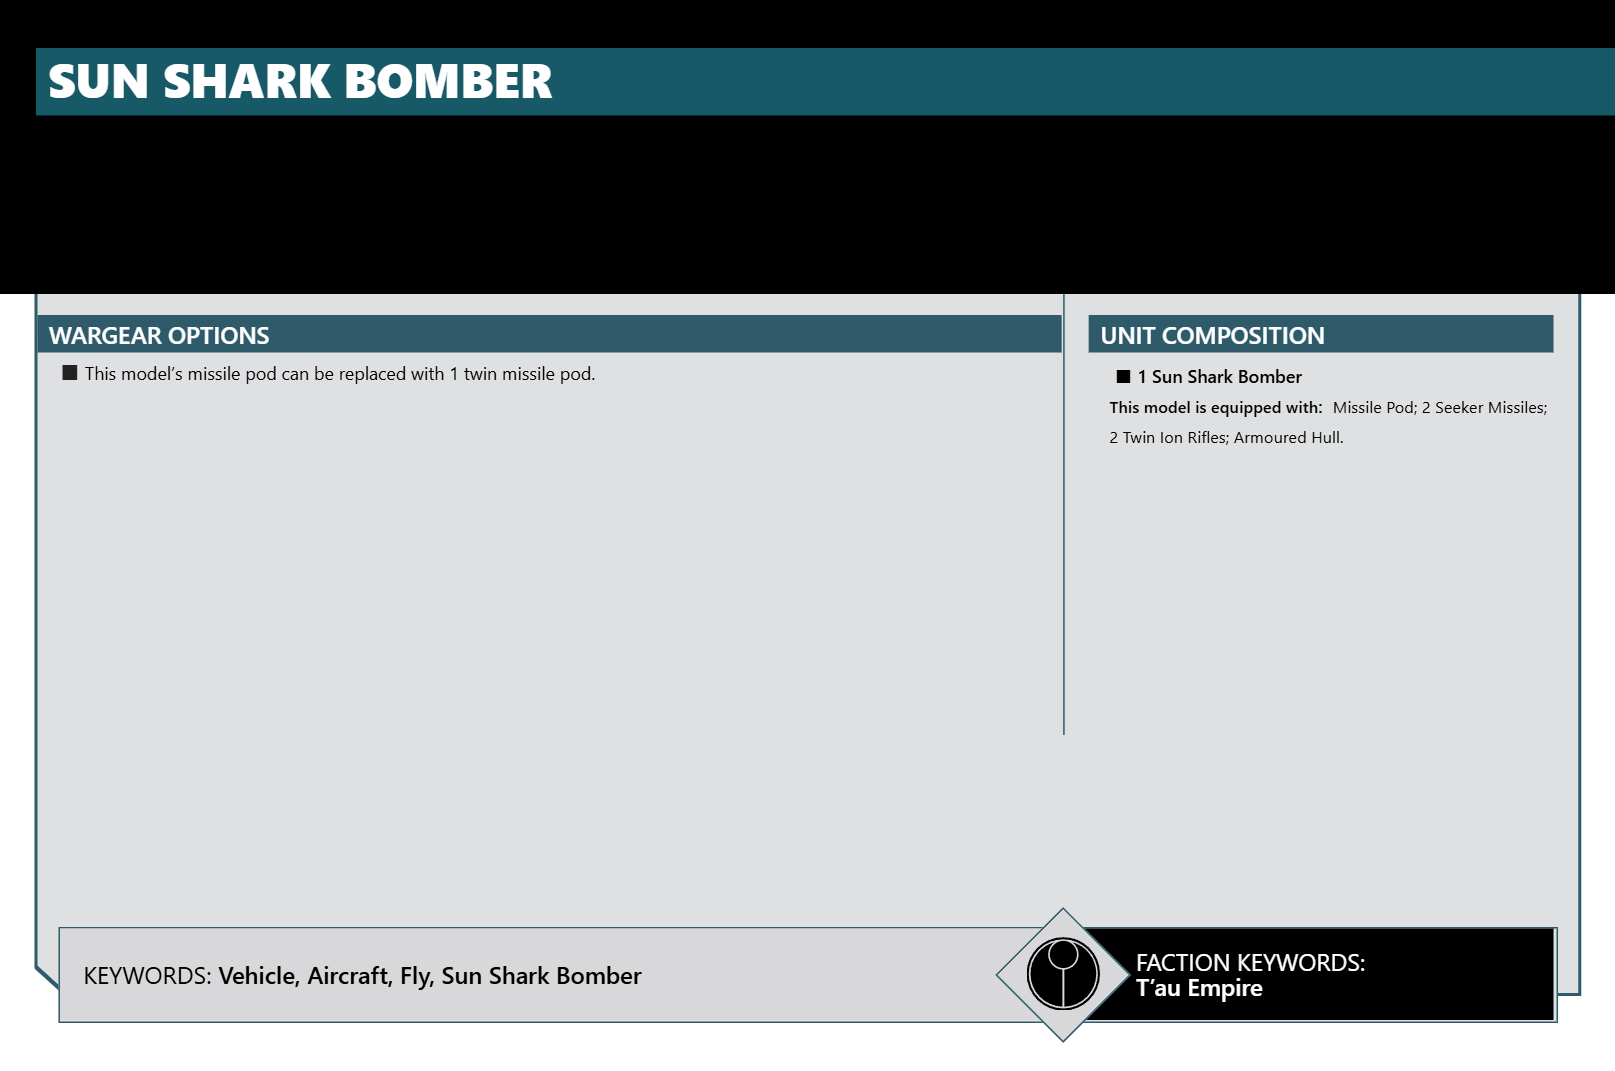 SUN SHARK BOMBER
WARGEAR OPTIONS
■ This model’s missile pod can be replaced with 1 twin missile pod.
UNIT COMPOSITION
■ 1 Sun Shark Bomber
This model is equipped with: Missile Pod; 2 Seeker Missiles;
2 Twin Ion Rifles; Armoured Hull.
KEYWORDS: Vehicle, Aircraft, Fly, Sun Shark Bomber
FACTION KEYWORDS:
T’au Empire